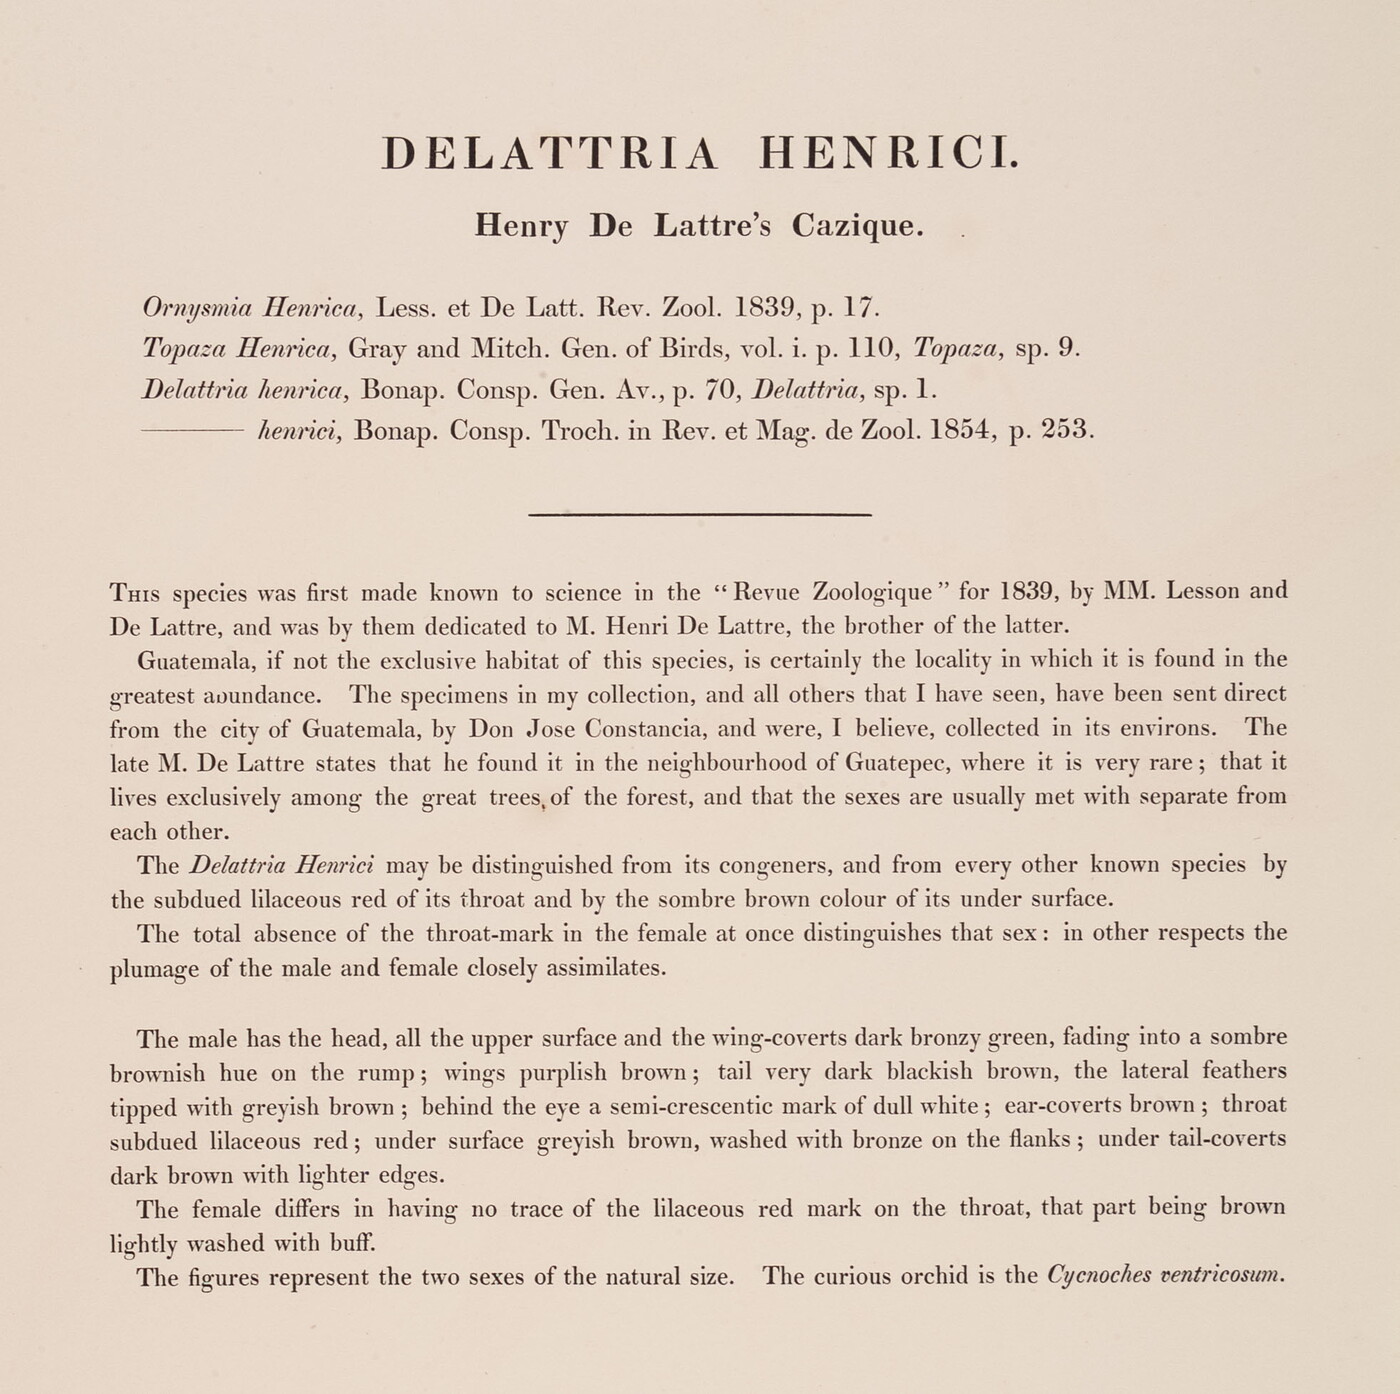 DELATTRIA HENRICI.
Henry De Lattre's Cazique.
Ornysmia Henrica, Less. et De Latt. Rev. Zool. 1839, p. 17.
Topaza Henrica, Gray and Mitch. Gen. of Birds, vol. i. p. 110, Topaza, sp. 9.
Delattria henrica, Bonap. Consp. Gen. Av., p. 70, Delattria, sp. 1.
——— henrici, Bonap. Consp. Troch. in Rev. et Mag. de Zool. 1854, p. 253.
This species was first made known to science in the “Revue Zoologique” for 1839, by MM. Lesson and
De Lattre, and was by them dedicated to M. Henri De Lattre, the brother of the latter.
Guatemala, if not the exclusive habitat of this species, is certainly the locality in which it is found in the
greatest abundance. The specimens in my collection, and all others that I have seen, have been sent direct
from the city of Guatemala, by Don Jose Constancia, and were, I believe, collected in its environs. The
late M. De Lattre states that he found it in the neighbourhood of Guatepec, where it is very rare; that it
lives exclusively among the great trees of the forest, and that the sexes are usually met with separate from
each other.
The Delattria Henrici may be distinguished from its congeners, and from every other known species by
the subdued lilaceous red of its throat and by the sombre brown colour of its under surface.
The total absence of the throat-mark in the female at once distinguishes that sex: in other respects the
plumage of the male and female closely assimilates.
The male has the head, all the upper surface and the wing-coverts dark bronzy green, fading into a sombre
brownish hue on the rump; wings purplish brown; tail very dark blackish brown, the lateral feathers
tipped with greyish brown; behind the eye a semi-crescentic mark of dull white; ear-coverts brown; throat
subdued lilaceous red; under surface greyish brown, washed with bronze on the flanks; under tail-coverts
dark brown with lighter edges.
The female differs in having no trace of the lilaceous red mark on the throat, that part being brown
lightly washed with buff.
The figures represent the two sexes of the natural size. The curious orchid is the Cycnoches ventricosum.